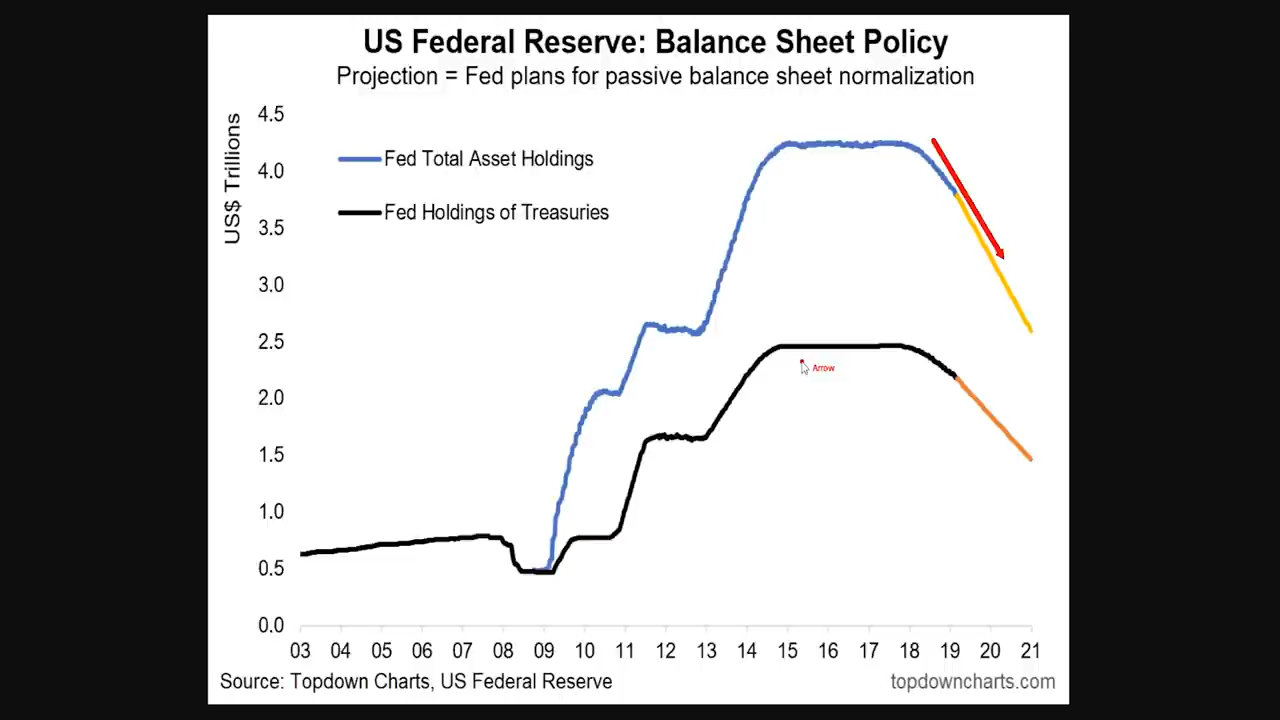 US Federal Reserve: Balance Sheet Policy
Projection = Fed plans for passive balance sheet normalization
US$ Trillions
4.5
4.0
3.5
3.0
2.5
2.0
1.5
1.0
0.5
0.0
Fed Total Asset Holdings
Fed Holdings of Treasuries
Arrow
03 04 05 06 07 08 09 10 11 12 13 14 15 16 17 18 19 20 21
Source: Topdown Charts, US Federal Reserve
topdowncharts.com